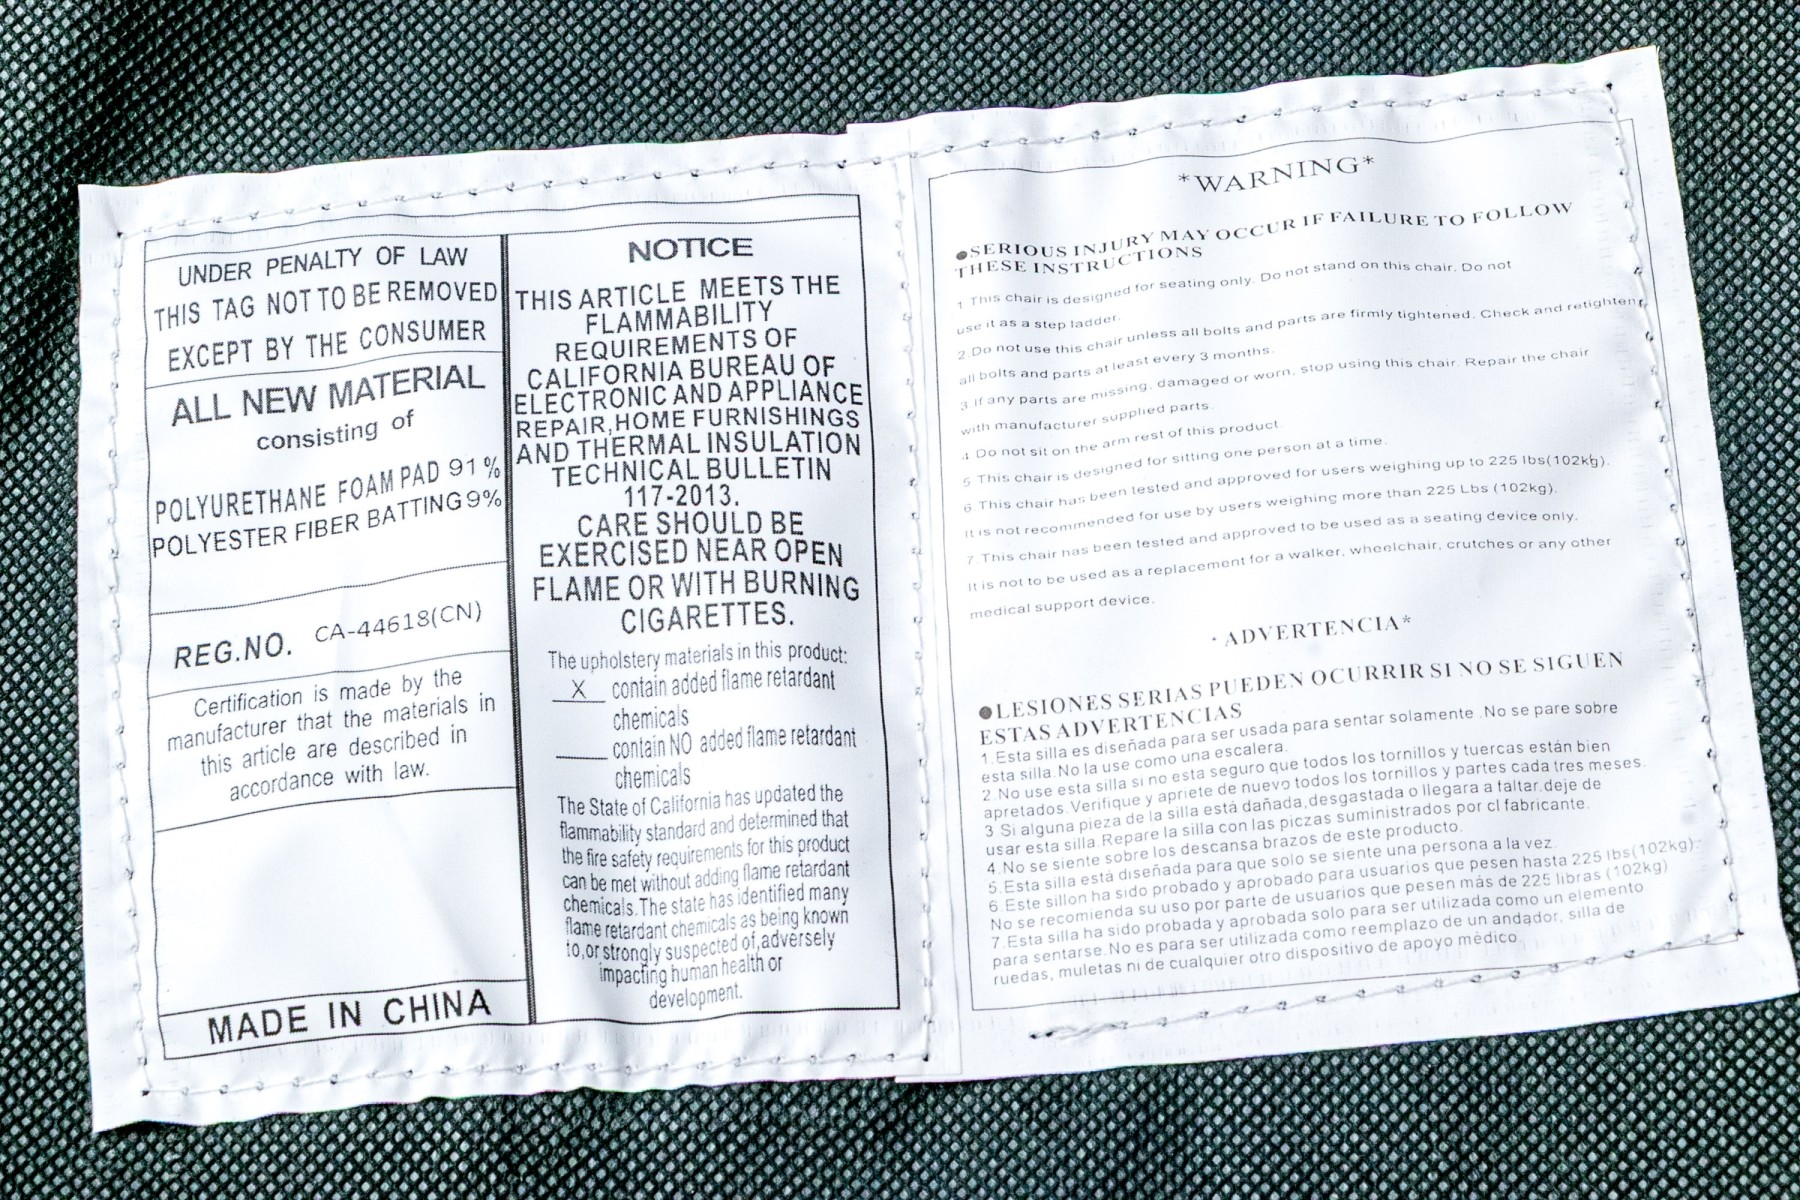 UNDER PENALTY OF LAW
THIS TAG NOT TO BE REMOVED
EXCEPT BY THE CONSUMER
ALL NEW MATERIAL
consisting of
POLYURETHANE FOAM PAD 91%
POLYESTER FIBER BATTING 9%
REG.NO. CA-44618(CN)
Certification is made by the
manufacturer that the materials in
this article are described in
accordance with law.
MADE IN CHINA
NOTICE
THIS ARTICLE MEETS THE
FLAMMABILITY
REQUIREMENTS OF
CALIFORNIA BUREAU OF
ELECTRONIC AND APPLIANCE
REPAIR,HOME FURNISHINGS
AND THERMAL INSULATION
TECHNICAL BULLETIN
117-2013.
CARE SHOULD BE
EXERCISED NEAR OPEN
FLAME OR WITH BURNING
CIGARETTES.
The upholstery materials in this product:
X contain added flame retardant
chemicals
____ contain NO added flame retardant
chemicals
The State of California has updated the
flammability standard and determined that
the fire safety requirements for this product
can be met without adding flame retardant
chemicals.The state has identified many
flame retardant chemicals as being known
to,or strongly suspected of,adversely
impacting human health or
development.
*WARNING*
●SERIOUS INJURY MAY OCCUR IF FAILURE TO FOLLOW
THESE INSTRUCTIONS
1 This chair is designed for seating only. Do not stand on this chair. Do not
use it as a step ladder.
2.Do not use this chair unless all bolts and parts are firmly tightened. Check and retighten
all bolts and parts at least every 3 months.
3 If any parts are missing, damaged or worn, stop using this chair. Repair the chair
with manufacturer supplied parts.
4 Do not sit on the arm rest of this product.
5 This chair is designed for sitting one person at a time.
6 This chair has been tested and approved for users weighing up to 225 lbs(102kg).
It is not recommended for use by users weighing more than 225 Lbs (102kg).
7.This chair has been tested and approved to be used as a seating device only.
It is not to be used as a replacement for a walker, wheelchair, crutches or any other
medical support device.
* ADVERTENCIA*
●LESIONES SERIAS PUEDEN OCURRIR SI NO SE SIGUEN
ESTAS ADVERTENCIAS
1.Esta silla es diseñada para ser usada para sentar solamente .No se pare sobre
esta silla.No la use como una escalera.
2.No use esta silla si no esta seguro que todos los tornillos y tuercas están bien
apretados.Verifique y apriete de nuevo todos los tornillos y partes cada tres meses.
3 Si alguna pieza de la silla está dañada,desgastada o llegara a faltar.deje de
usar esta silla.Repare la silla con las piczas suministrados por cl fabricante.
4.No se siente sobre los descansa brazos de este producto.
5.Esta silla está diseñada para que solo se siente una persona a la vez.
6.Este sillon ha sido probado y aprobado para usuarios que pesen hasta 225 lbs(102kg).
No se recomienda su uso por parte de usuarios que pesen más de 225 libras (102kg)
7.Esta silla ha sido probada y aprobada solo para ser utilizada como un elemento
para sentarse.No es para ser utilizada como reemplazo de un andador, silla de
ruedas, muletas ni de cualquier otro dispositivo de apoyo médico